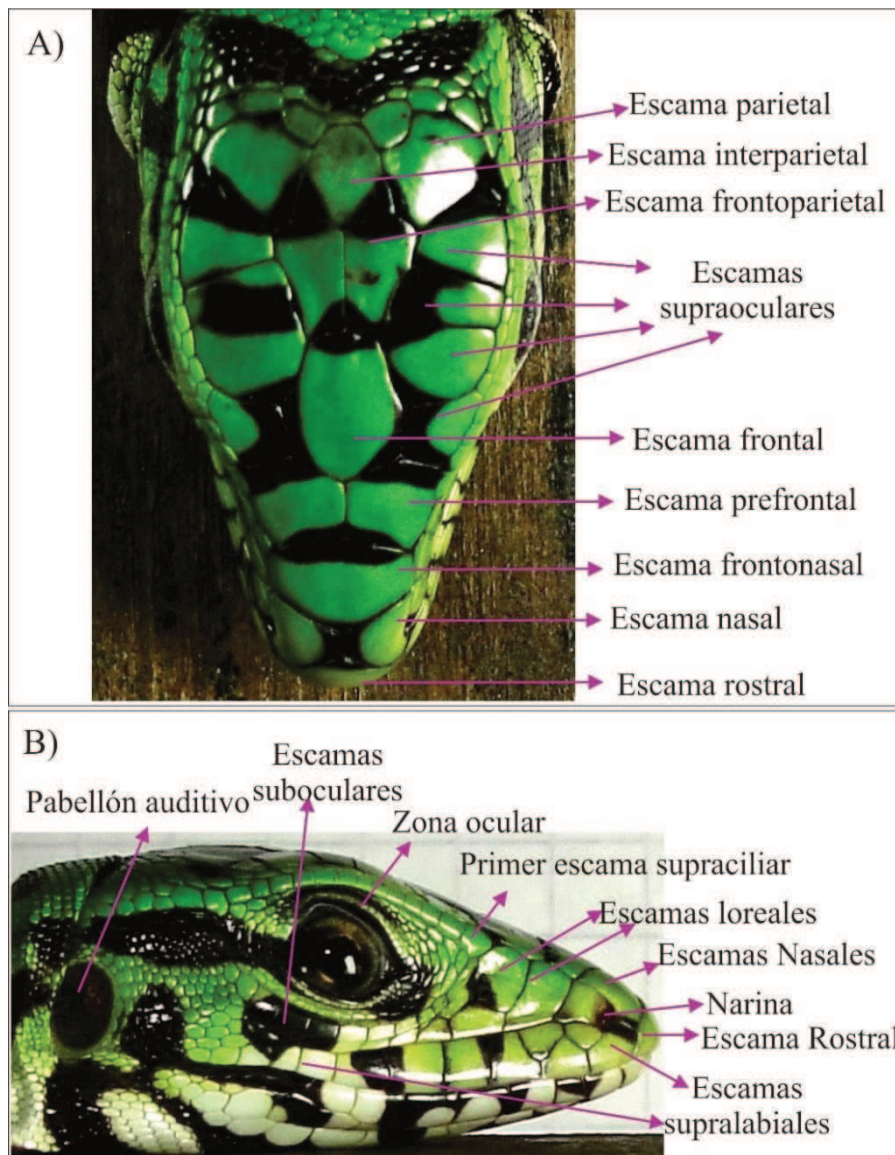 A)
Escama parietal
Escama interparietal
Escama frontoparietal
Escamas
supraoculares
Escama frontal
Escama prefrontal
Escama frontonasal
Escama nasal
Escama rostral
B)
Escamas
suboculares
Pabellón auditivo
Zona ocular
Primer escama supraciliar
Escamas loreales
Escamas Nasales
Narina
Escama Rostral
Escamas
supralabiales